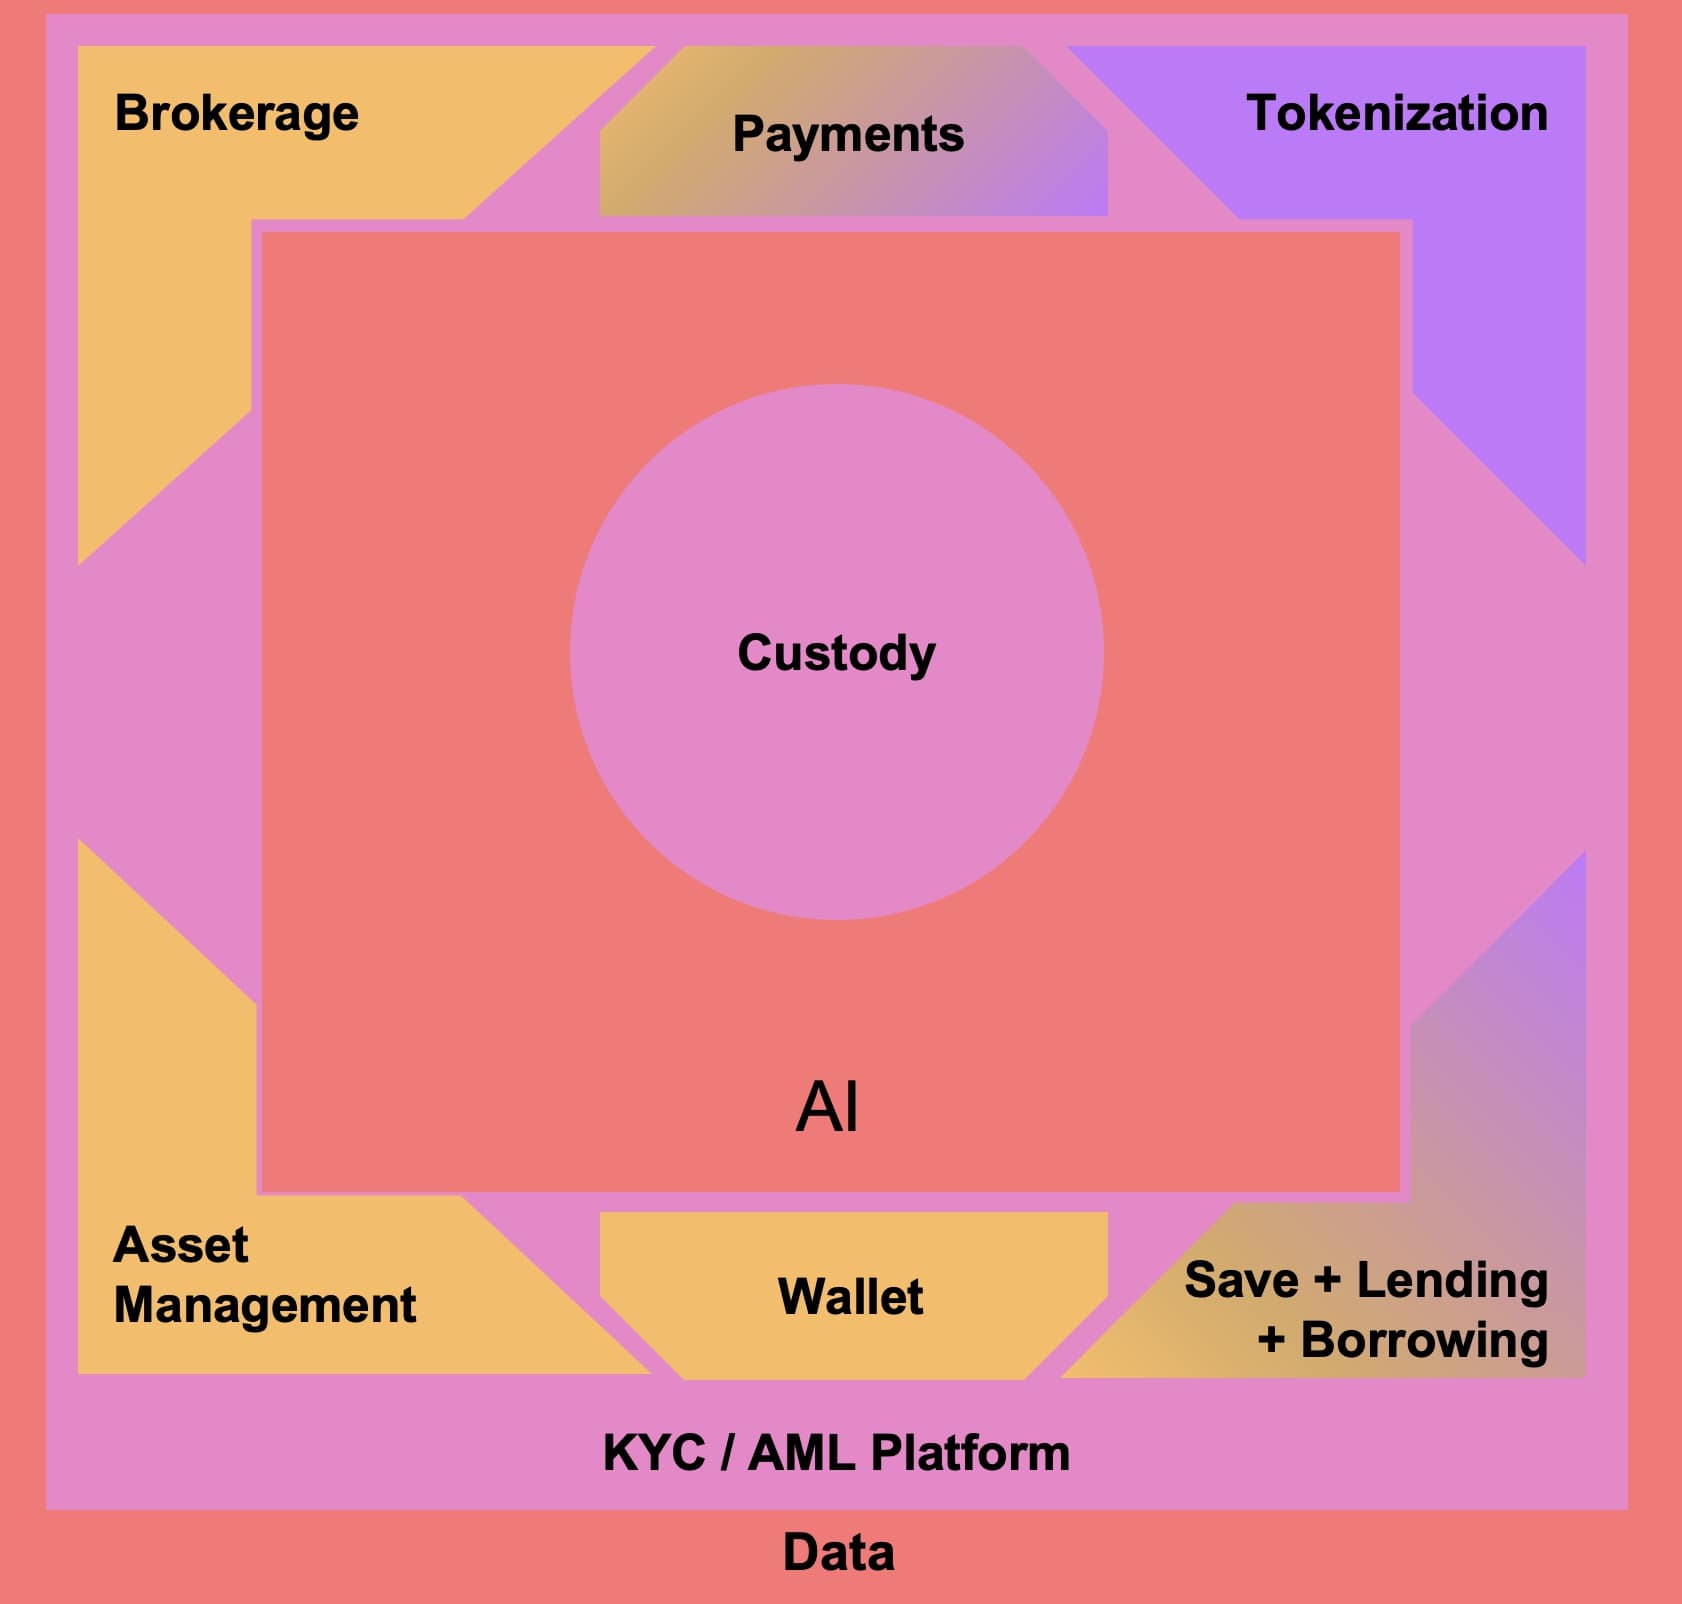 Brokerage
Payments
Tokenization
Custody
AI
Asset
Management
Wallet
Save + Lending
+ Borrowing
KYC / AML Platform
Data